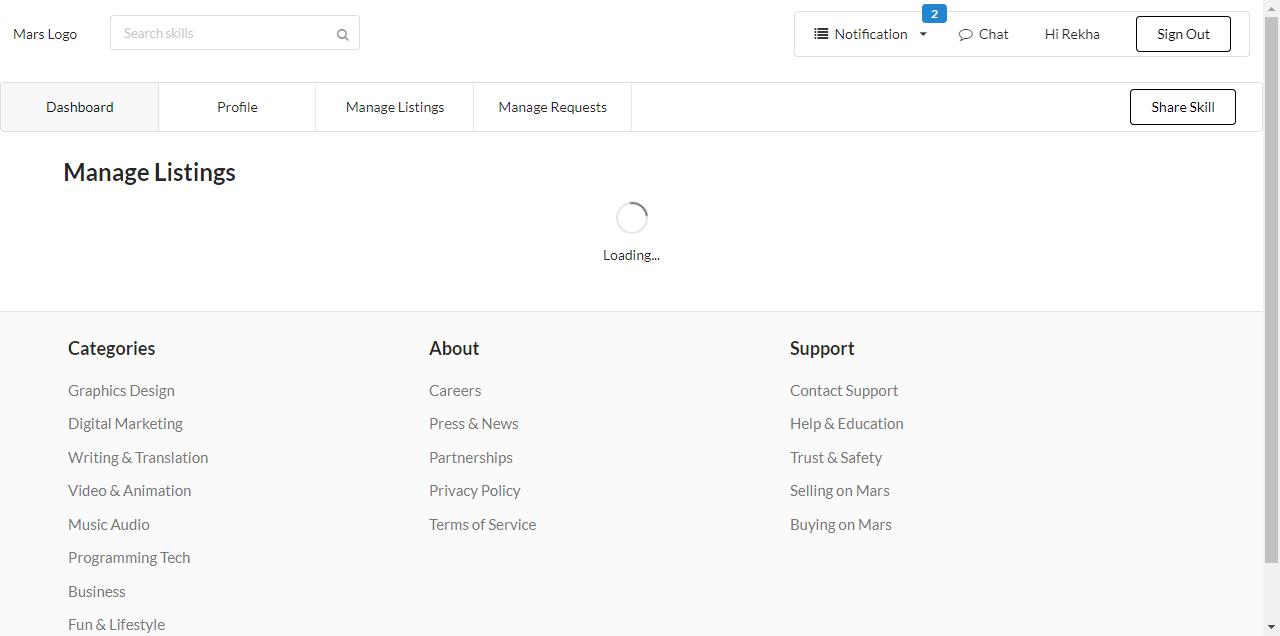 Mars Logo
Search skills
2
Notification
Chat
Hi Rekha
Sign Out
Dashboard
Profile
Manage Listings
Manage Requests
Share Skill
Manage Listings
Loading...
Categories
Graphics Design
Digital Marketing
Writing & Translation
Video & Animation
Music Audio
Programming Tech
Business
Fun & Lifestyle
About
Careers
Press & News
Partnerships
Privacy Policy
Terms of Service
Support
Contact Support
Help & Education
Trust & Safety
Selling on Mars
Buying on Mars